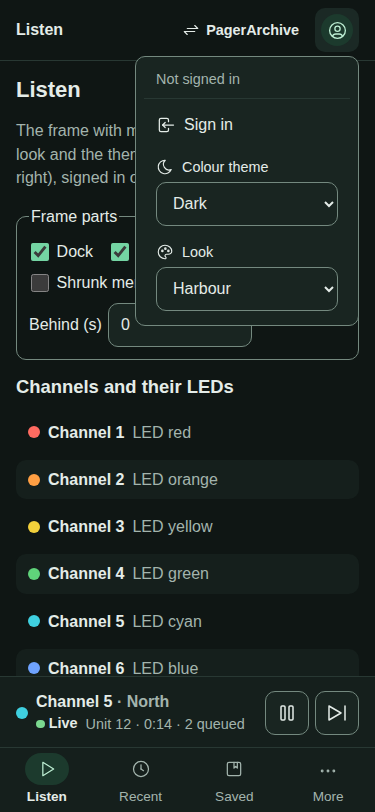 Listen
PagerArchive
Not signed in
Sign in
Colour theme
Dark
Look
Harbour
Listen
The frame with m
look and the ther
right), signed in o
Frame parts
Dock
Shrunk me
Behind (s)
0
Channels and their LEDs
Channel 1 LED red
Channel 2 LED orange
Channel 3 LED yellow
Channel 4 LED green
Channel 5 LED cyan
Channel 6 LED blue
Channel 5 · North
Live Unit 12 · 0:14 · 2 queued
Listen
Recent
Saved
More